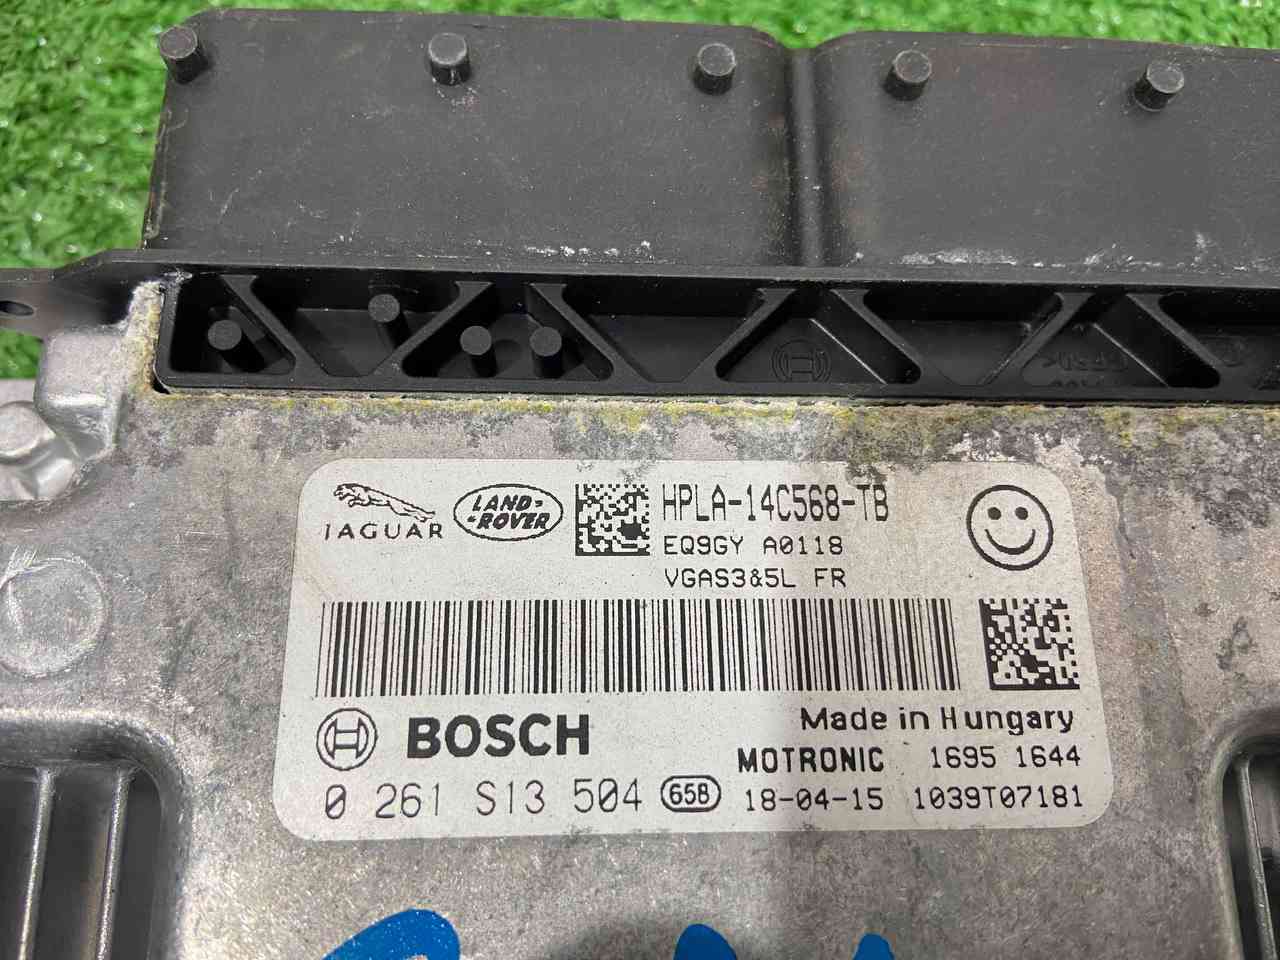 JAGUAR
LAND-
-ROVER
HPLA-14C568-TB
EQ9GY A0118
VGAS3&5L FR
BOSCH
Made in Hungary
MOTRONIC 1695 1644
0 261 S13 504 65B 18-04-15 1039T07181